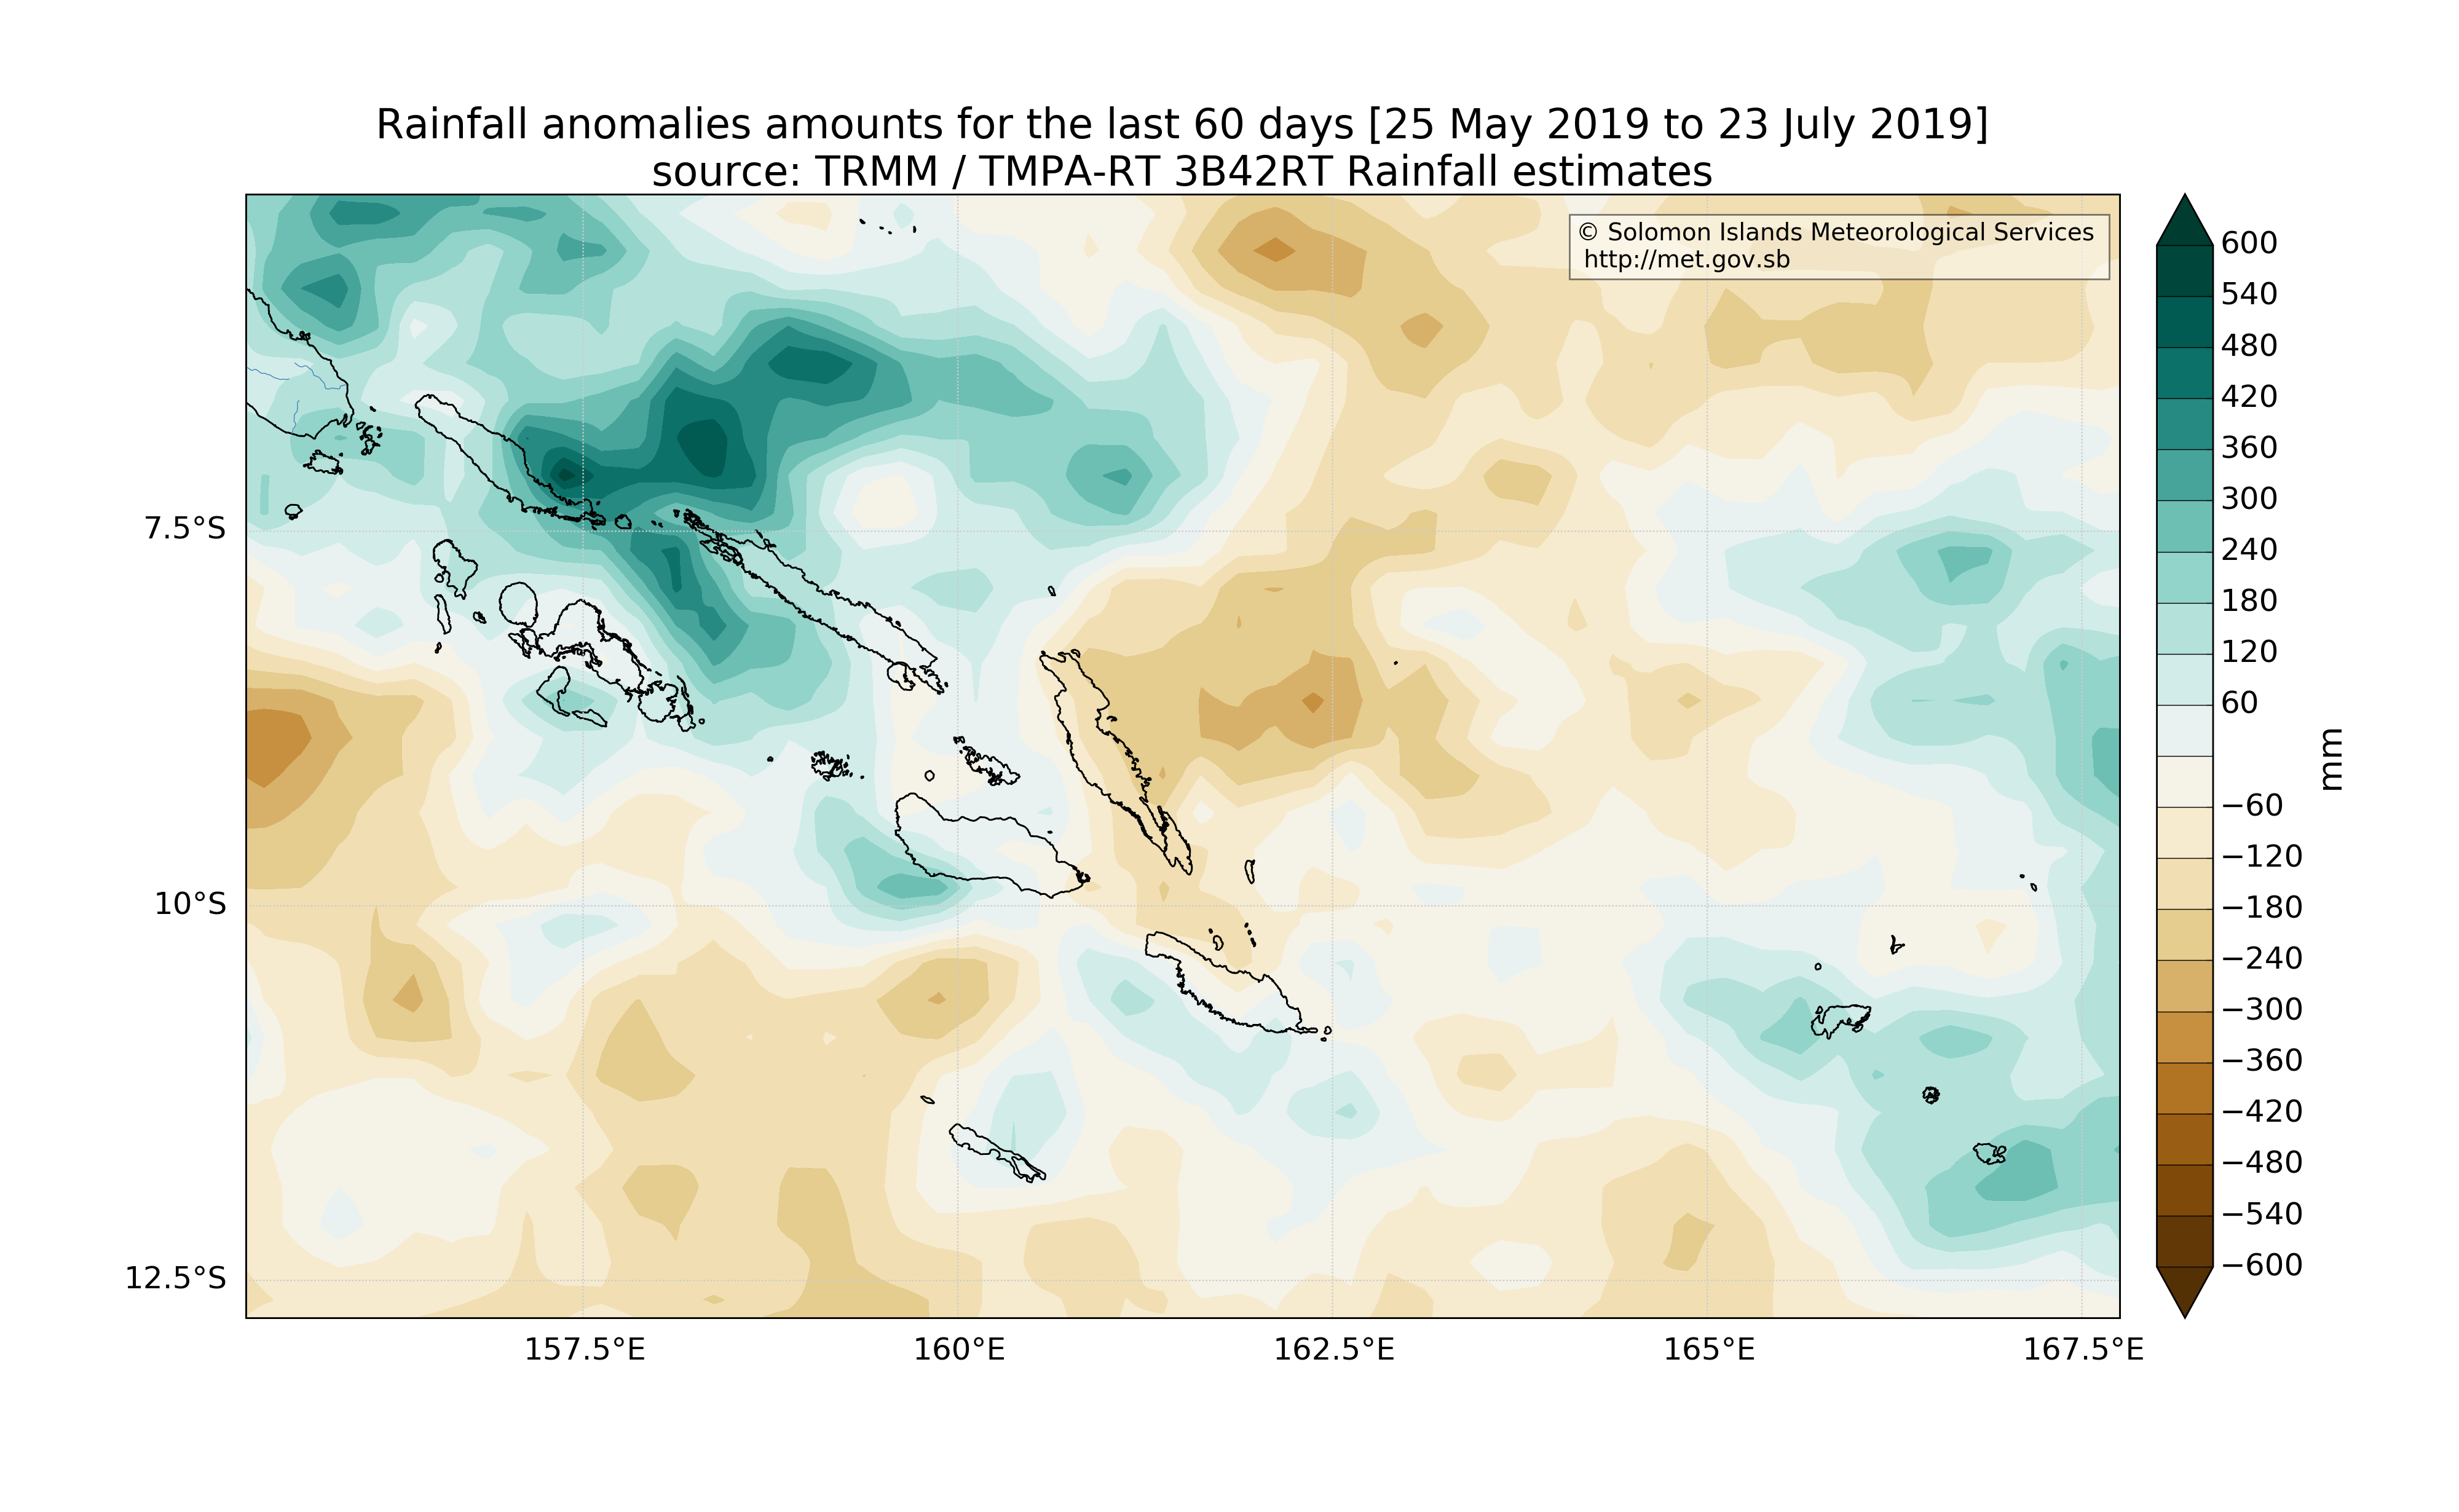 Rainfall anomalies amounts for the last 60 days [25 May 2019 to 23 July 2019]
source: TRMM / TMPA-RT 3B42RT Rainfall estimates
© Solomon Islands Meteorological Services
http://met.gov.sb
7.5°S
10°S
12.5°S
157.5°E
160°E
162.5°E
165°E
167.5°E
600
540
480
420
360
300
240
180
120
60
−60
−120
−180
−240
−300
−360
−420
−480
−540
−600
mm